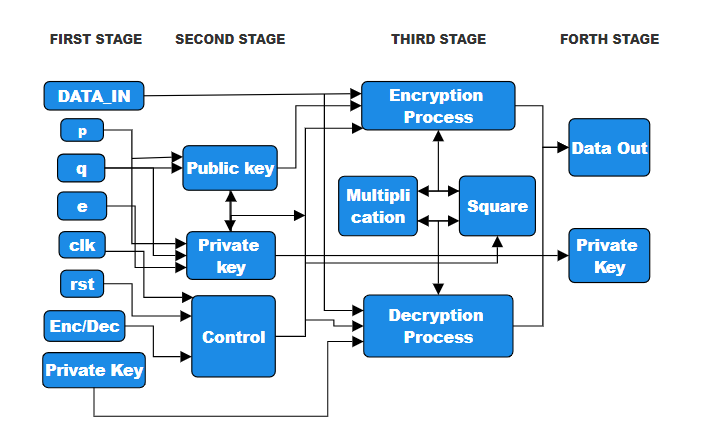 FIRST STAGE
SECOND STAGE
THIRD STAGE
FORTH STAGE
DATA_IN
p
q
e
clk
rst
Enc/Dec
Private Key
Public key
Private
key
Control
Encryption
Process
Multipli
cation
Square
Decryption
Process
Data Out
Private
Key